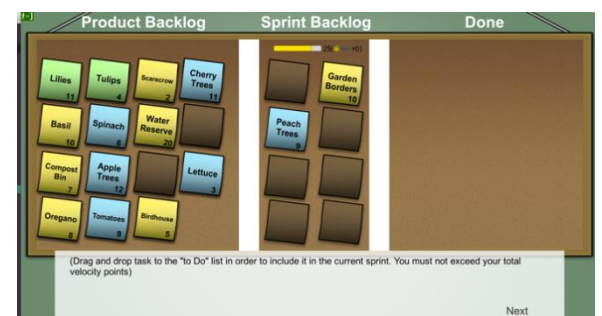 Product Backlog
Sprint Backlog
Done
Lilies
11
Tulips
4
Scarecrow
2
Cherry
Trees
11
Garden
Borders
10
Basil
10
Spinach
Water
Reserve
20
Peach
Trees
9
Compost
Bin
7
Apple
Trees
12
Lettuce
3
Oregano
8
Tomatoes
9
Birdhouse
5
(Drag and drop task to the "to Do" list in order to include it in the current sprint. You must not exceed your total
velocity points)
Next